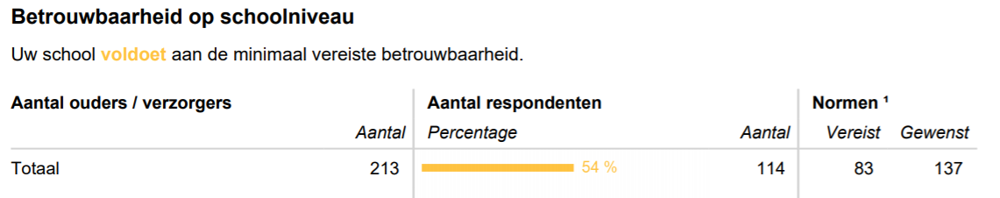 Betrouwbaarheid op schoolniveau
Uw school voldoet aan de minimaal vereiste betrouwbaarheid.
Aantal ouders / verzorgers Aantal respondenten Normen ¹
Aantal Percentage Aantal Vereist Gewenst
Totaal 213 54 % 114 83 137